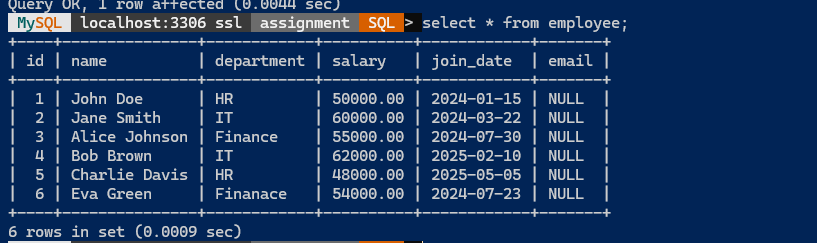 Query OK, 1 row affected (0.0044 sec)
MySQL localhost:3306 ssl assignment SQL > select * from employee;
+----+---------------+------------+----------+------------+-------+
| id | name          | department | salary   | join_date  | email |
+----+---------------+------------+----------+------------+-------+
|  1 | John Doe      | HR         | 50000.00 | 2024-01-15 | NULL  |
|  2 | Jane Smith    | IT         | 60000.00 | 2024-03-22 | NULL  |
|  3 | Alice Johnson | Finance    | 55000.00 | 2024-07-30 | NULL  |
|  4 | Bob Brown     | IT         | 62000.00 | 2025-02-10 | NULL  |
|  5 | Charlie Davis | HR         | 48000.00 | 2025-05-05 | NULL  |
|  6 | Eva Green     | Finanace   | 54000.00 | 2024-07-23 | NULL  |
+----+---------------+------------+----------+------------+-------+
6 rows in set (0.0009 sec)